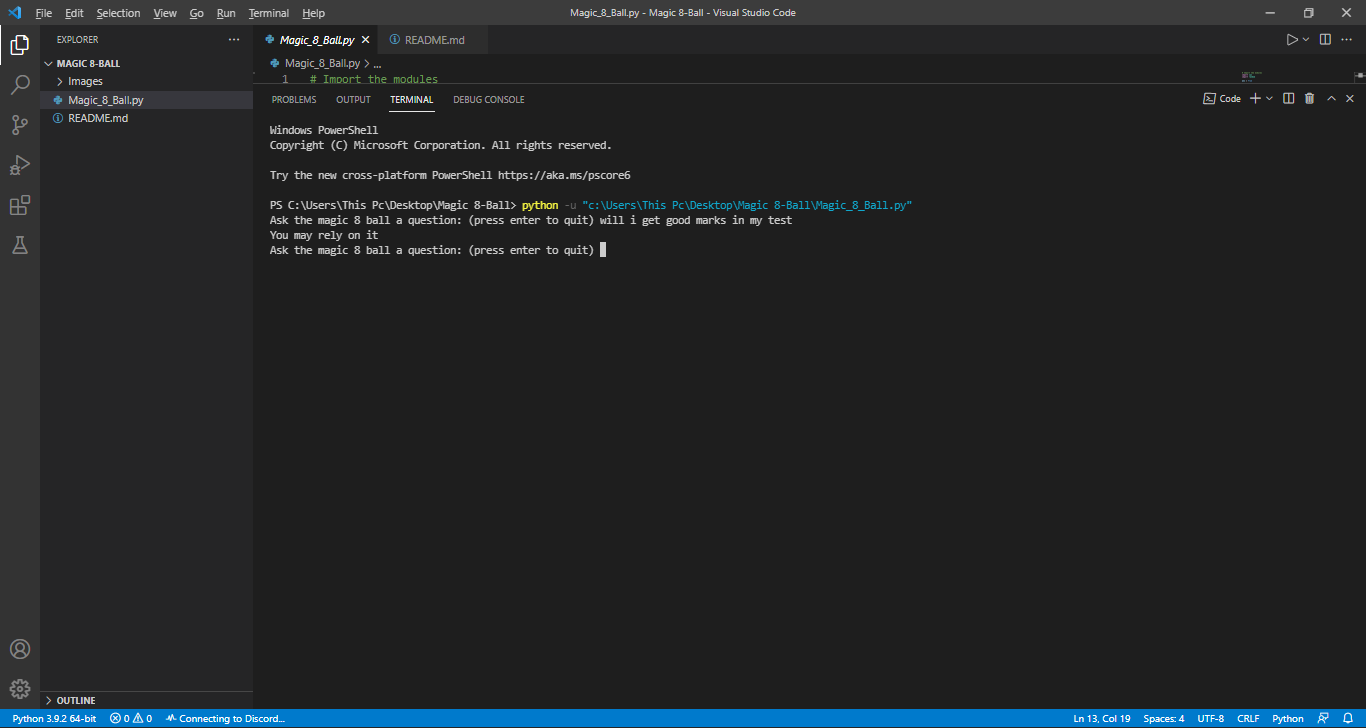 File Edit Selection View Go Run Terminal Help
Magic_8_Ball.py - Magic 8-Ball - Visual Studio Code
EXPLORER
MAGIC 8-BALL
Images
Magic_8_Ball.py
README.md
OUTLINE
Magic_8_Ball.py README.md
Magic_8_Ball.py > ...
1 # Import the modules
PROBLEMS OUTPUT TERMINAL DEBUG CONSOLE
Code
Windows PowerShell
Copyright (C) Microsoft Corporation. All rights reserved.
Try the new cross-platform PowerShell https://aka.ms/pscore6
PS C:\Users\This Pc\Desktop\Magic 8-Ball> python -u "c:\Users\This Pc\Desktop\Magic 8-Ball\Magic_8_Ball.py"
Ask the magic 8 ball a question: (press enter to quit) will i get good marks in my test
You may rely on it
Ask the magic 8 ball a question: (press enter to quit)
Python 3.9.2 64-bit 0 0 Connecting to Discord... Ln 13, Col 19 Spaces: 4 UTF-8 CRLF Python